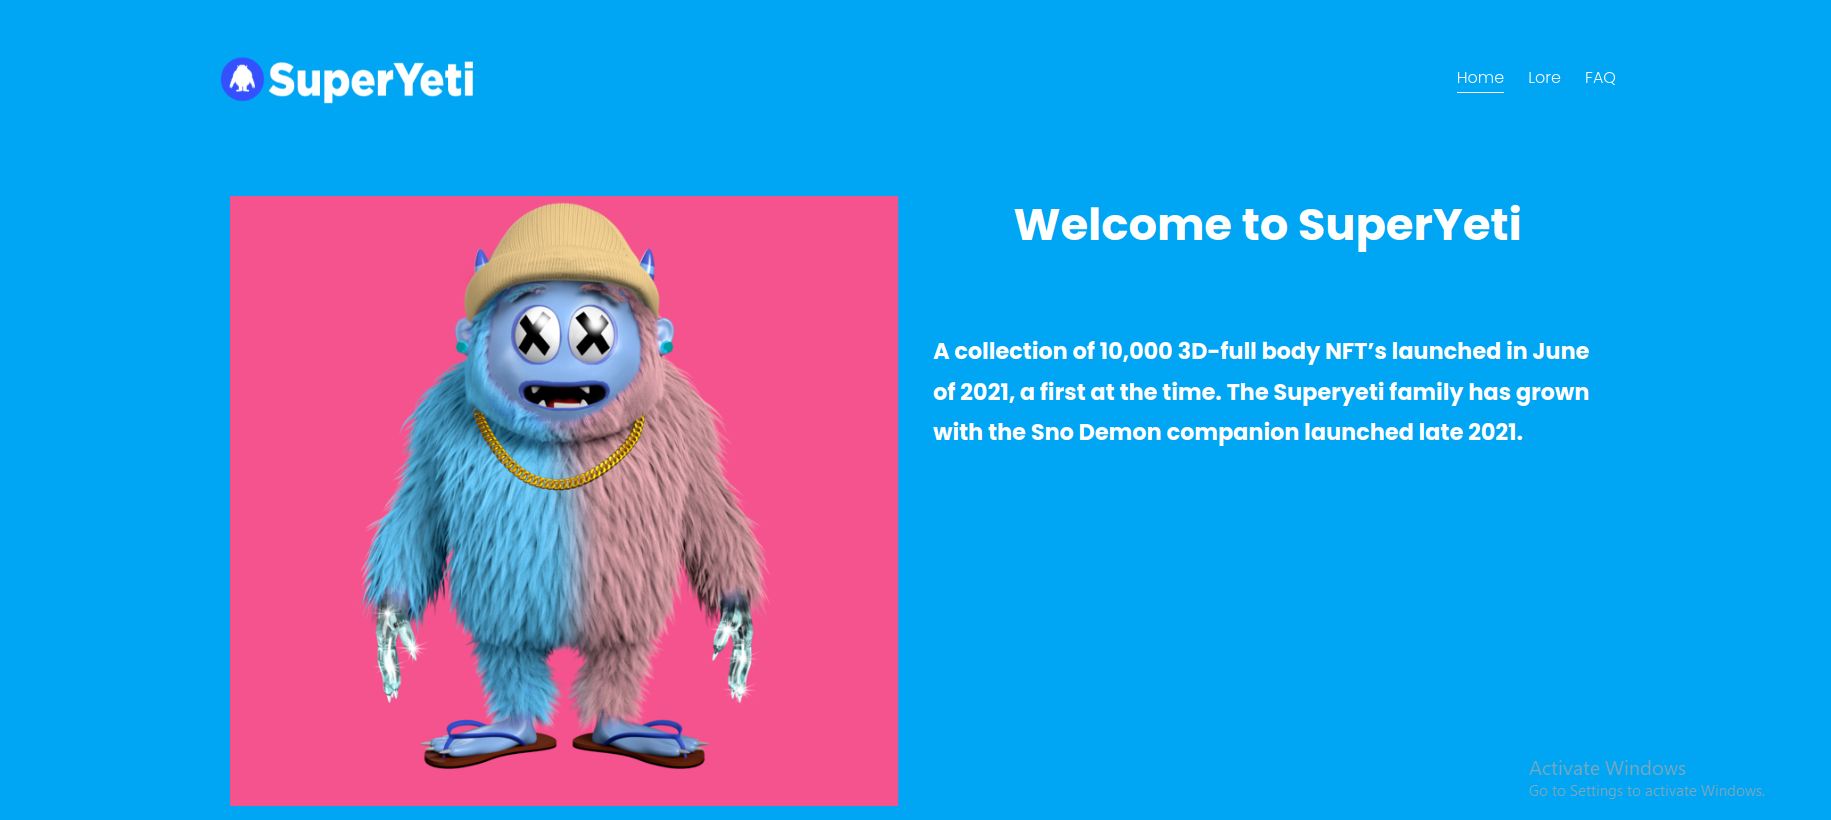 SuperYeti
Home Lore FAQ
Welcome to SuperYeti
A collection of 10,000 3D-full body NFT’s launched in June
of 2021, a first at the time. The Superyeti family has grown
with the Sno Demon companion launched late 2021.
Activate Windows
Go to Settings to activate Windows.